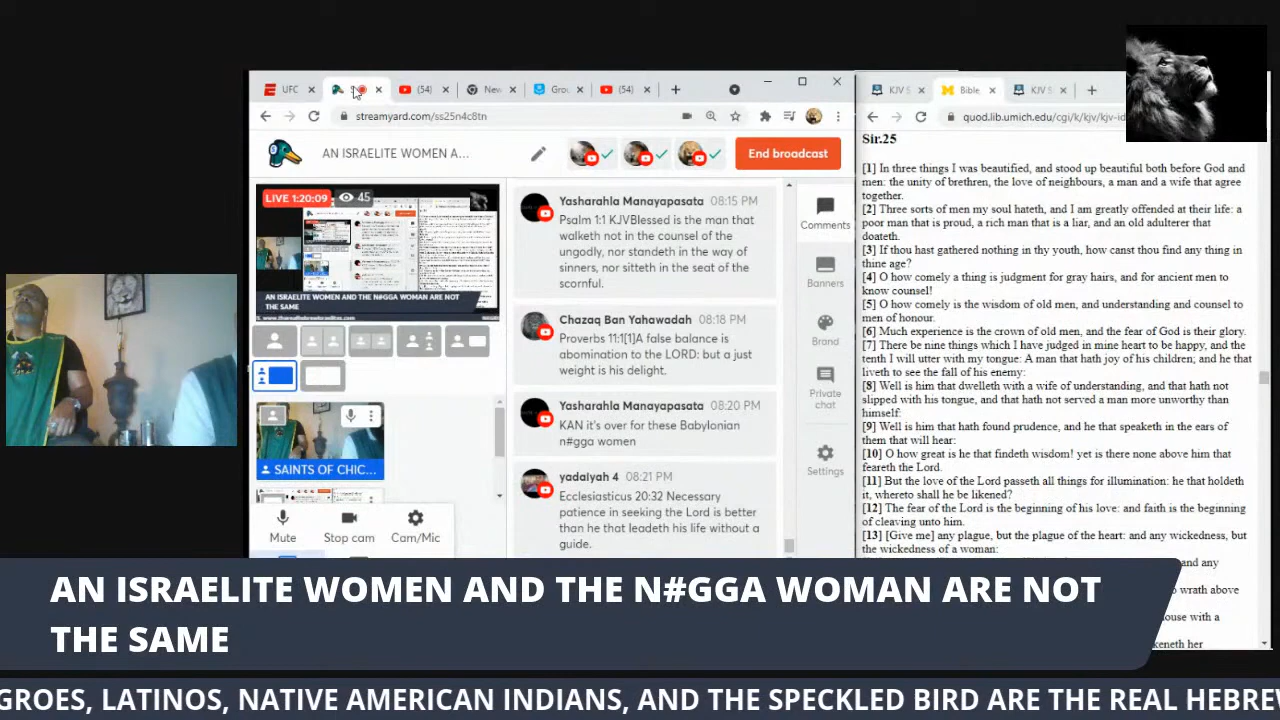 UFC
(54)
New
Grou
(54)
streamyard.com/ss25n4c8tn
AN ISRAELITE WOMEN A...
End broadcast
LIVE 1:20:09
45
AN ISRAELITE WOMEN AND THE N#GGA WOMAN ARE NOT
THE SAME
www.therealhebrewisraelites.com
SAINTS OF CHIC...
Mute
Stop cam
Cam/Mic
Yasharahla Manayapasata 08:15 PM
Psalm 1:1 KJVBlessed is the man that
walketh not in the counsel of the
ungodly, nor standeth in the way of
sinners, nor sitteth in the seat of the
scornful.
Chazaq Ban Yahawadah 08:18 PM
Proverbs 11:1[1]A false balance is
abomination to the LORD: but a just
weight is his delight.
Yasharahla Manayapasata 08:20 PM
KAN it's over for these Babylonian
n#gga women
yadalyah 4 08:21 PM
Ecclesiasticus 20:32 Necessary
patience in seeking the Lord is better
than he that leadeth his life without a
guide.
Comments
Banners
Brand
Private
chat
Settings
KJV S
Bible
KJV S
quod.lib.umich.edu/cgi/k/kjv/kjv-id
Sir.25
[1] In three things I was beautified, and stood up beautiful both before God and
men: the unity of brethren, the love of neighbours, a man and a wife that agree
together.
[2] Three sorts of men my soul hateth, and I am greatly offended at their life: a
poor man that is proud, a rich man that is a liar, and an old adulterer that
doateth.
[3] If thou hast gathered nothing in thy youth, how canst thou find any thing in
thine age?
[4] O how comely a thing is judgment for gray hairs, and for ancient men to
know counsel!
[5] O how comely is the wisdom of old men, and understanding and counsel to
men of honour.
[6] Much experience is the crown of old men, and the fear of God is their glory.
[7] There be nine things which I have judged in mine heart to be happy, and the
tenth I will utter with my tongue: A man that hath joy of his children; and he that
liveth to see the fall of his enemy:
[8] Well is him that dwelleth with a wife of understanding, and that hath not
slipped with his tongue, and that hath not served a man more unworthy than
himself:
[9] Well is him that hath found prudence, and he that speaketh in the ears of
them that will hear:
[10] O how great is he that findeth wisdom! yet is there none above him that
feareth the Lord.
[11] But the love of the Lord passeth all things for illumination: he that holdeth
it, whereto shall he be likened?
[12] The fear of the Lord is the beginning of his love: and faith is the beginning
of cleaving unto him.
[13] [Give me] any plague, but the plague of the heart: and any wickedness, but
the wickedness of a woman:
and any
wrath above
house with a
her
AN ISRAELITE WOMEN AND THE N#GGA WOMAN ARE NOT
THE SAME
GROES, LATINOS, NATIVE AMERICAN INDIANS, AND THE SPECKLED BIRD ARE THE REAL HEBREW